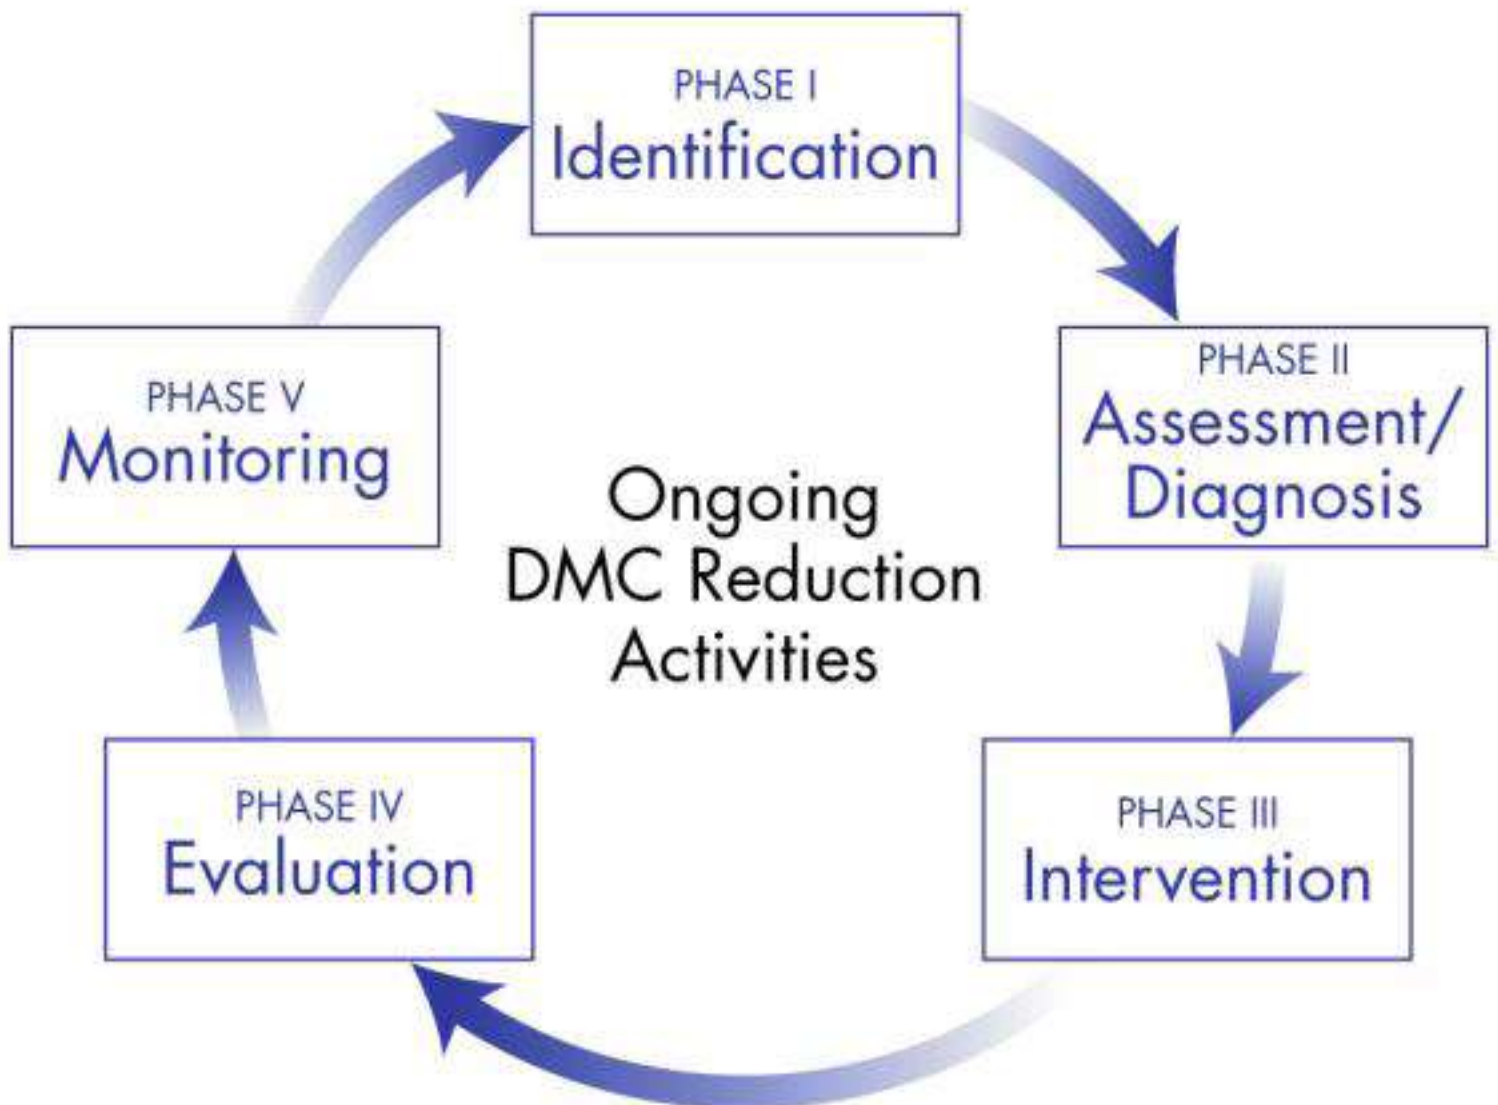 PHASE I
Identification
PHASE II
Assessment/
Diagnosis
PHASE III
Intervention
PHASE IV
Evaluation
PHASE V
Monitoring
Ongoing
DMC Reduction
Activities